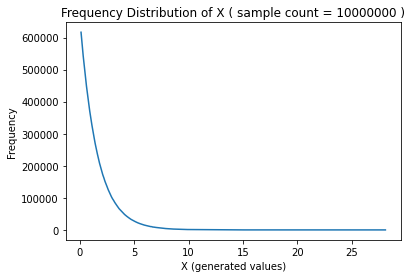 Frequency Distribution of X ( sample count = 10000000 )
600000
500000
400000
300000
200000
100000
0
Frequency
0 5 10 15 20 25
X (generated values)